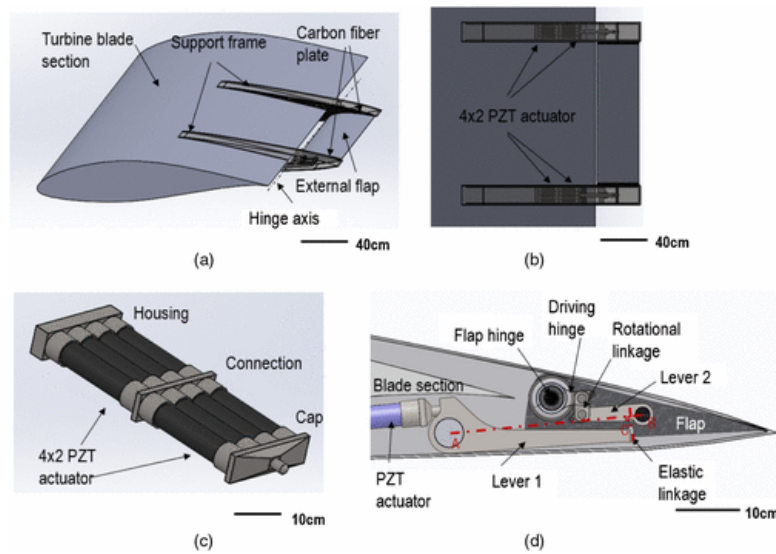 Turbine blade
section
Support frame
Carbon fiber
plate
External flap
Hinge axis
40cm
(a)
4x2 PZT actuator
40cm
(b)
Housing
Connection
Cap
4x2 PZT
actuator
10cm
(c)
Driving
hinge
Flap hinge
Rotational
linkage
Lever 2
Blade section
Flap
A
C
B
PZT
actuator
Lever 1
Elastic
linkage
10cm
(d)